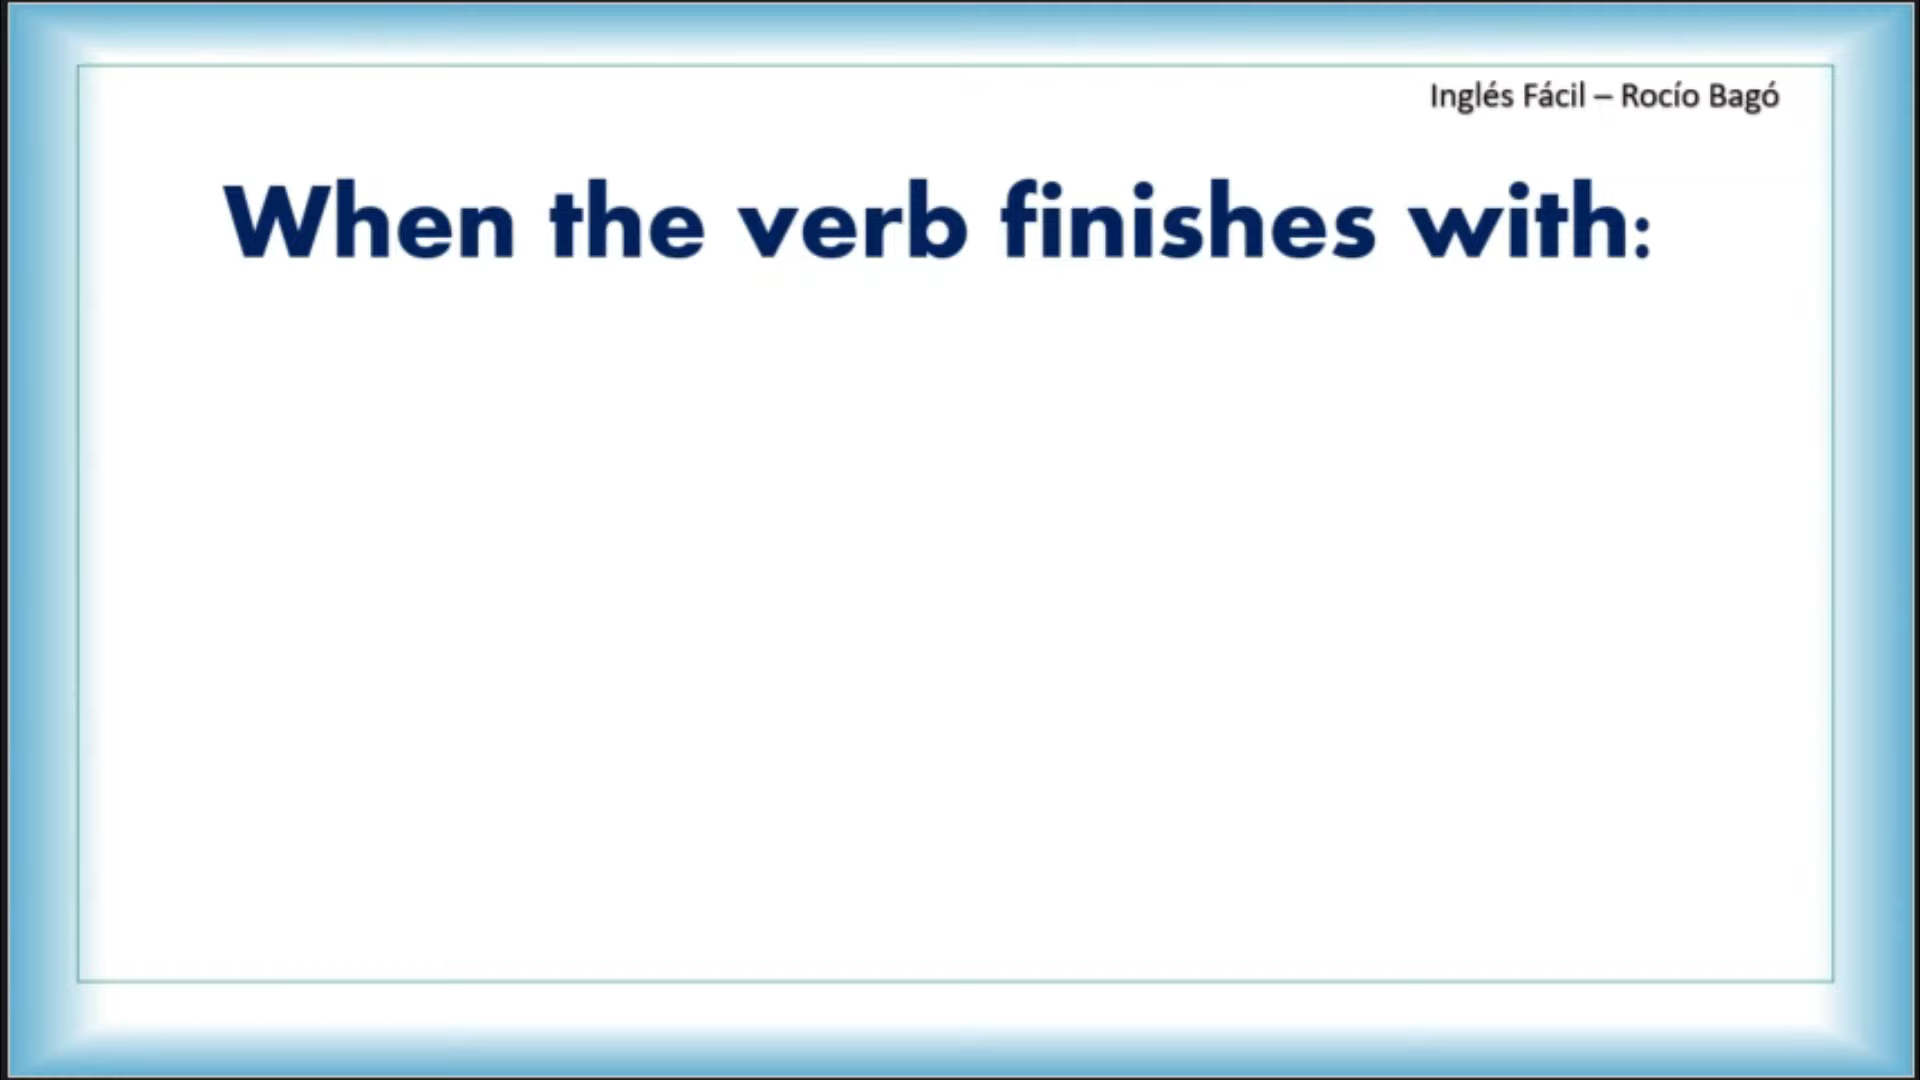 Inglés Fácil – Rocío Bagó
When the verb finishes with: